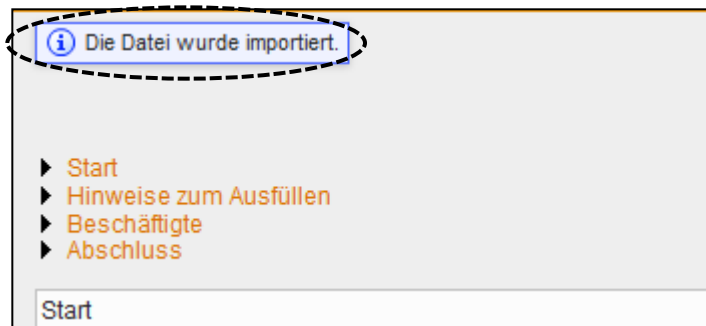 Die Datei wurde importiert.
Start
Hinweise zum Ausfüllen
Beschäftigte
Abschluss
Start